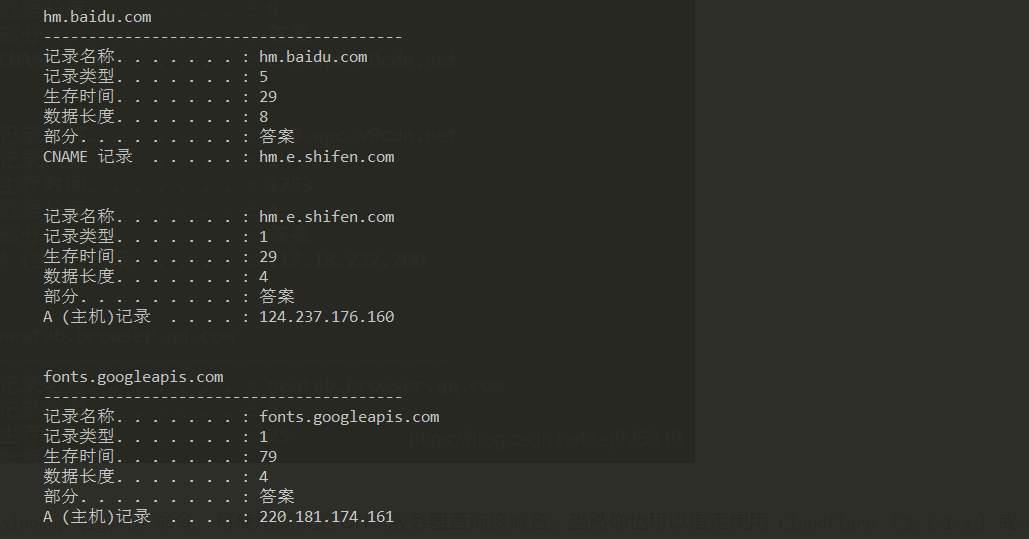 hm.baidu.com
----------------------------------------
记录名称. . . . . . . : hm.baidu.com
记录类型. . . . . . . : 5
生存时间. . . . . . . : 29
数据长度. . . . . . . : 8
部分. . . . . . . . . : 答案
CNAME 记录 . . . . . : hm.e.shifen.com
记录名称. . . . . . . : hm.e.shifen.com
记录类型. . . . . . . : 1
生存时间. . . . . . . : 29
数据长度. . . . . . . : 4
部分. . . . . . . . . : 答案
A (主机)记录 . . . . : 124.237.176.160
fonts.googleapis.com
----------------------------------------
记录名称. . . . . . . : fonts.googleapis.com
记录类型. . . . . . . : 1
生存时间. . . . . . . : 79
数据长度. . . . . . . : 4
部分. . . . . . . . . : 答案
A (主机)记录 . . . . : 220.181.174.161